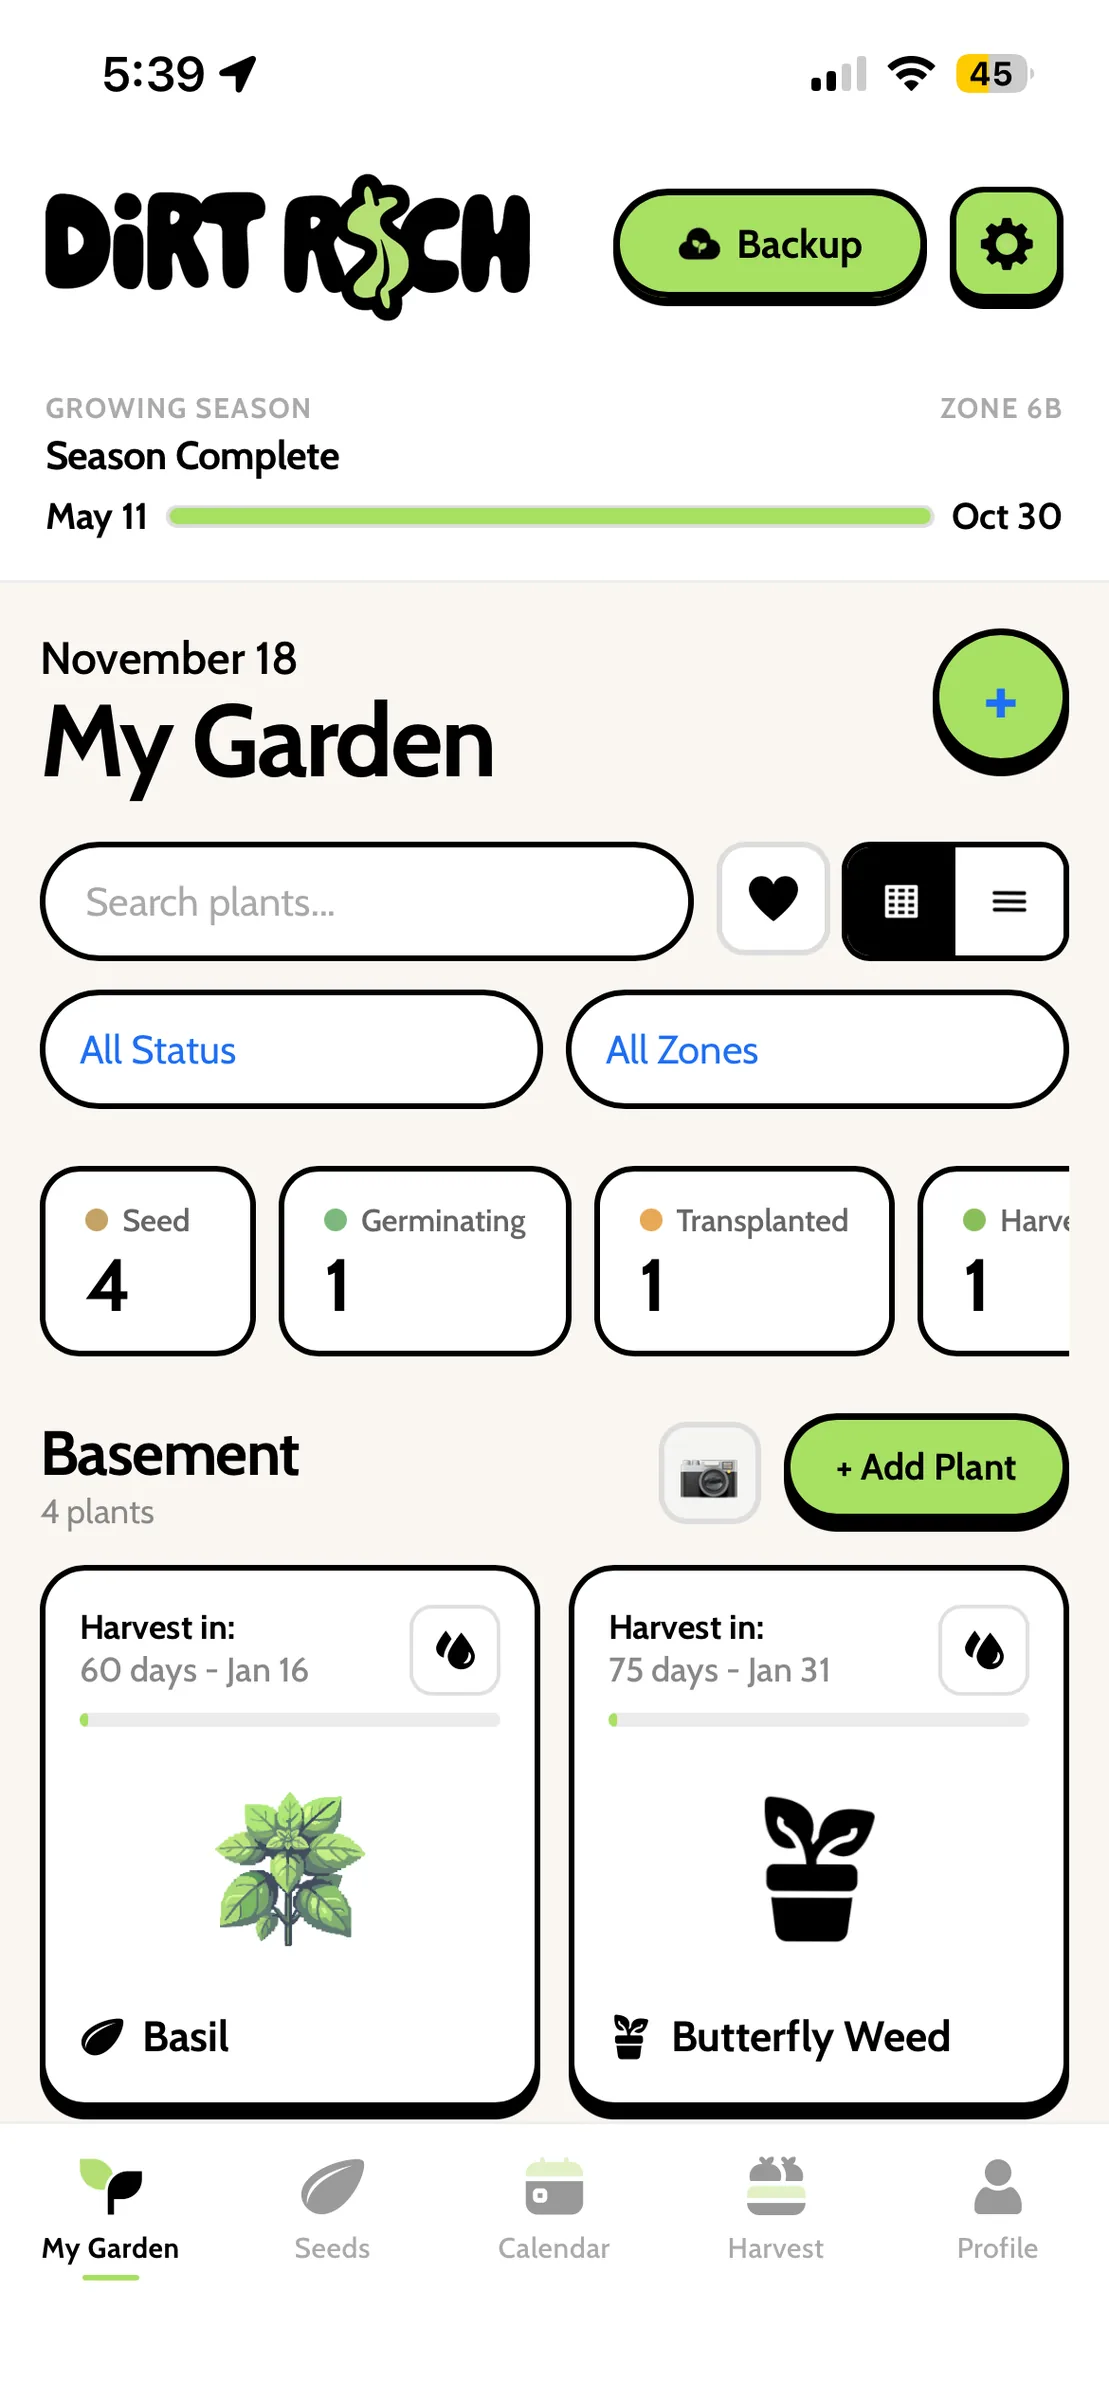 5:39
45
DiRT R$CH
Backup
GROWING SEASON
ZONE 6B
Season Complete
May 11
Oct 30
November 18
My Garden
+
Search plants...
All Status
All Zones
Seed
4
Germinating
1
Transplanted
1
Harve
1
Basement
4 plants
+ Add Plant
Harvest in:
60 days - Jan 16
Basil
Harvest in:
75 days - Jan 31
Butterfly Weed
My Garden
Seeds
Calendar
Harvest
Profile